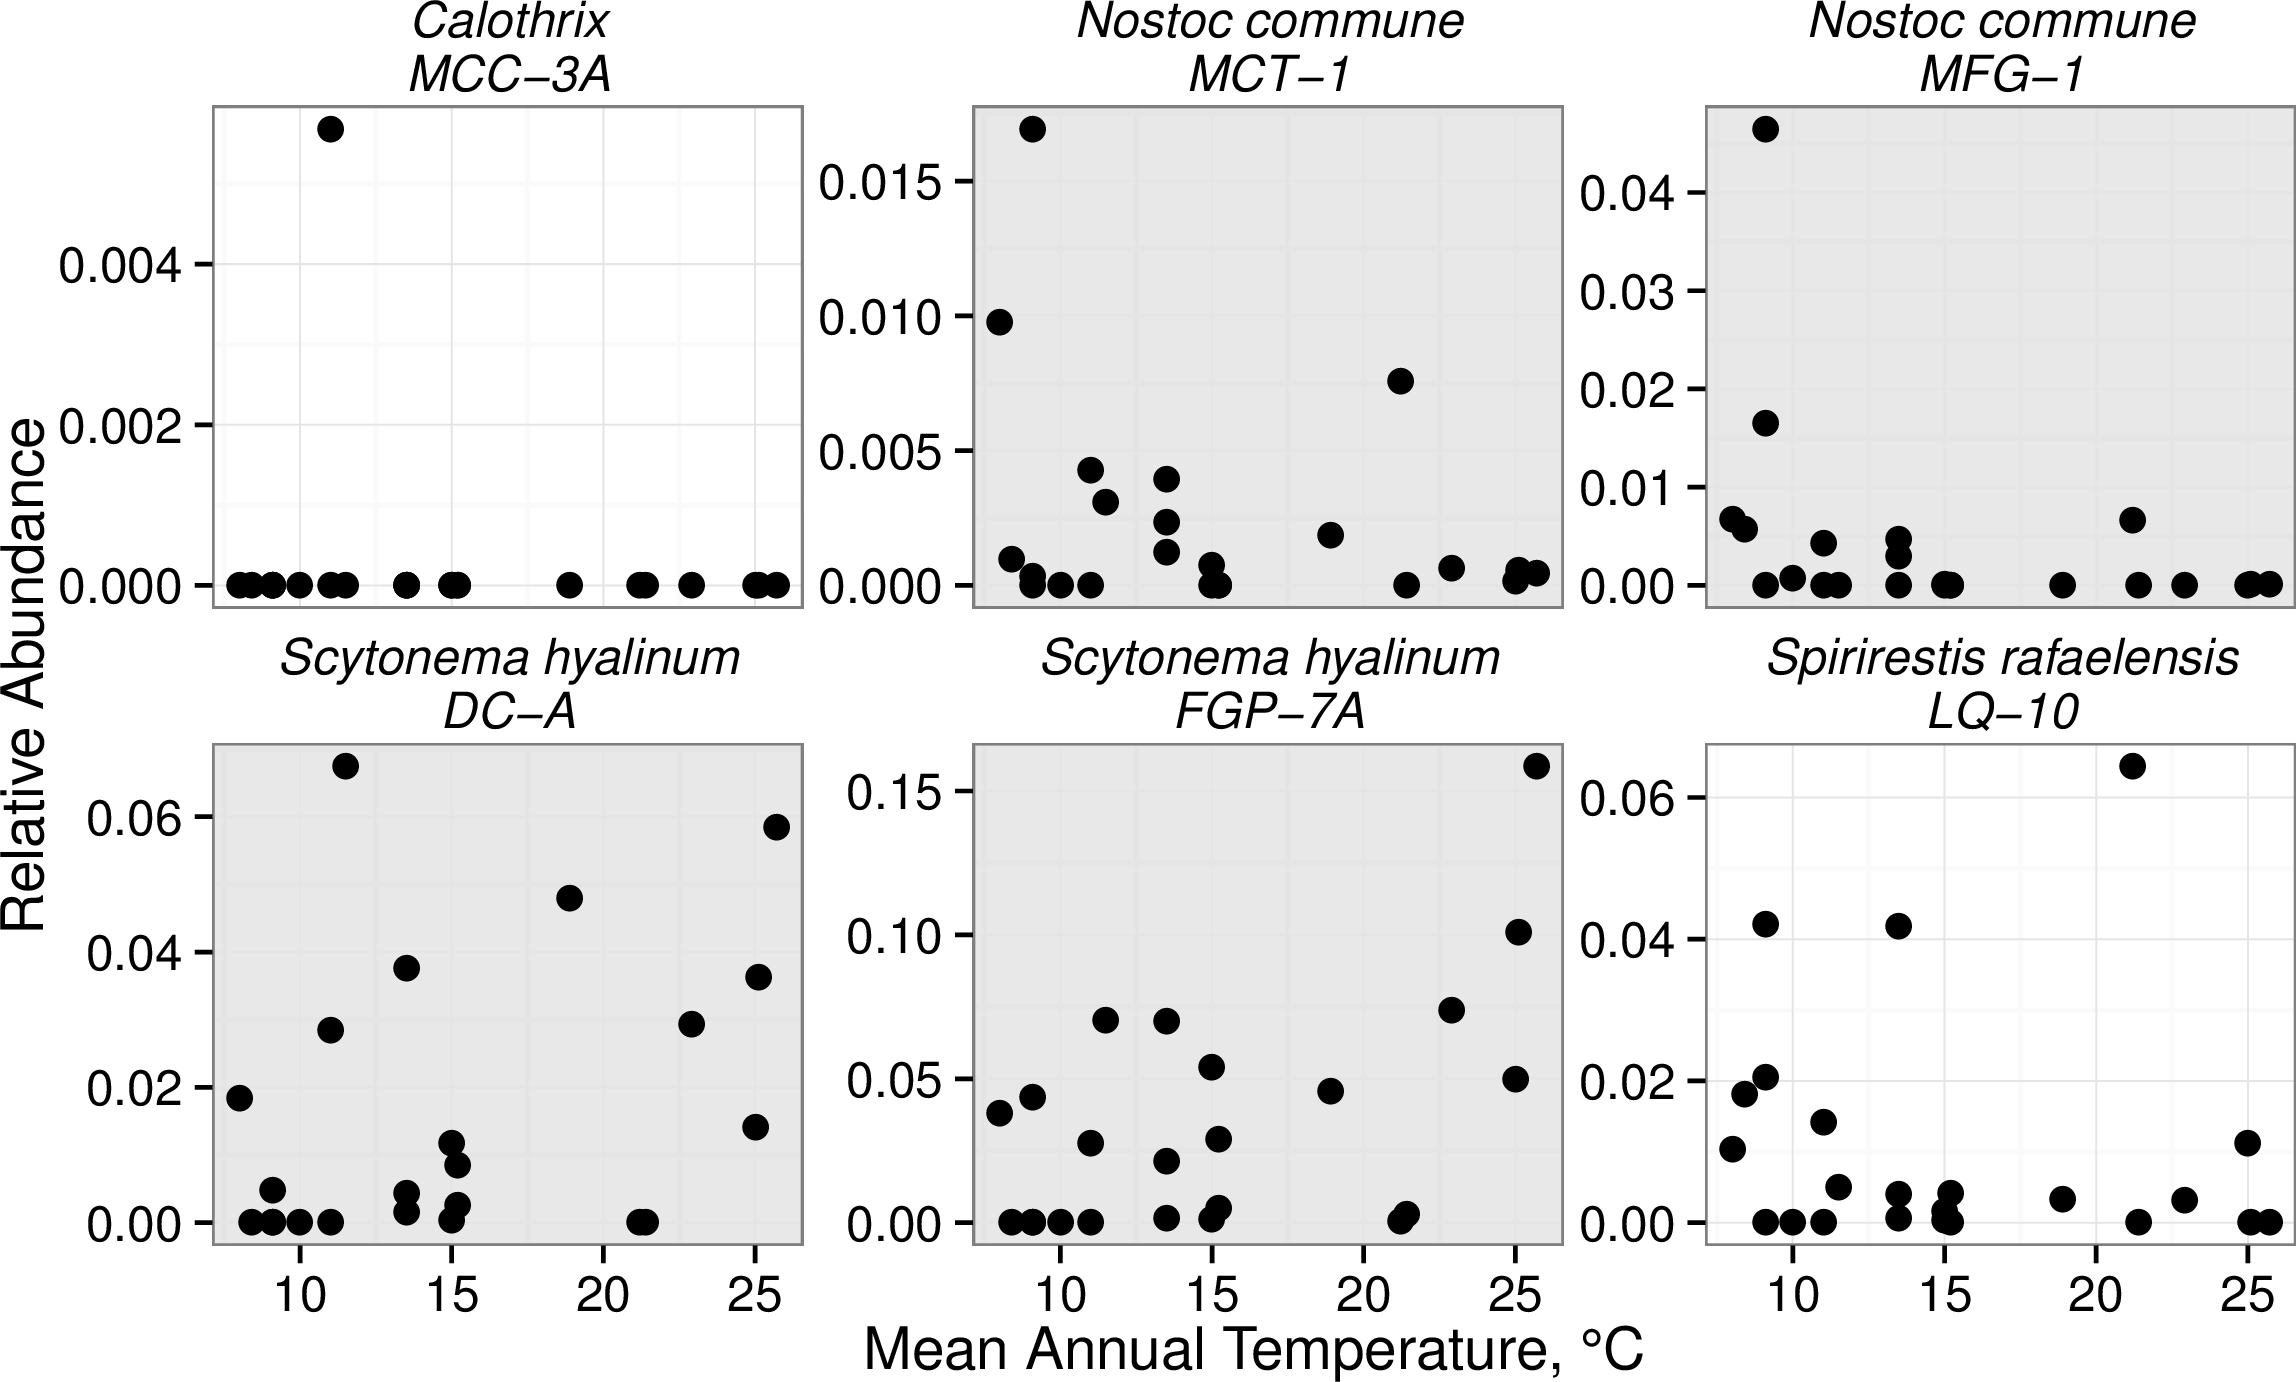 Calothrix
MCC−3A
Nostoc commune
MCT−1
Nostoc commune
MFG−1
0.004
0.002
0.000
0.015
0.010
0.005
0.000
0.04
0.03
0.02
0.01
0.00
Relative Abundance
Scytonema hyalinum
DC−A
Scytonema hyalinum
FGP−7A
Spirirestis rafaelensis
LQ−10
0.06
0.04
0.02
0.00
0.15
0.10
0.05
0.00
0.06
0.04
0.02
0.00
10 15 20 25
10 15 20 25
10 15 20 25
Mean Annual Temperature, °C